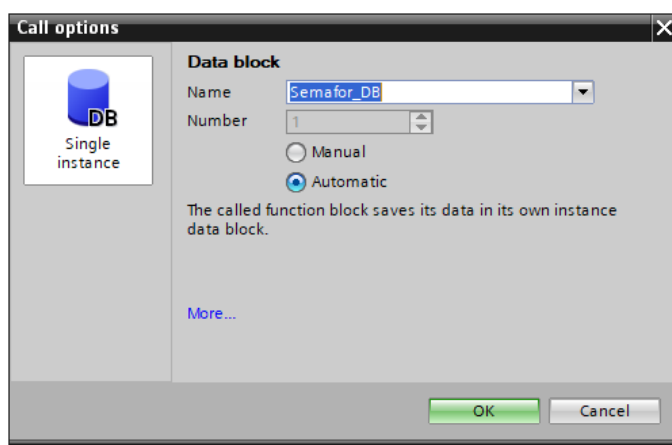 Call options
DB
Single
instance
Data block
Name
Semafor_DB
Number
1
Manual
Automatic
The called function block saves its data in its own instance
data block.
More...
OK
Cancel